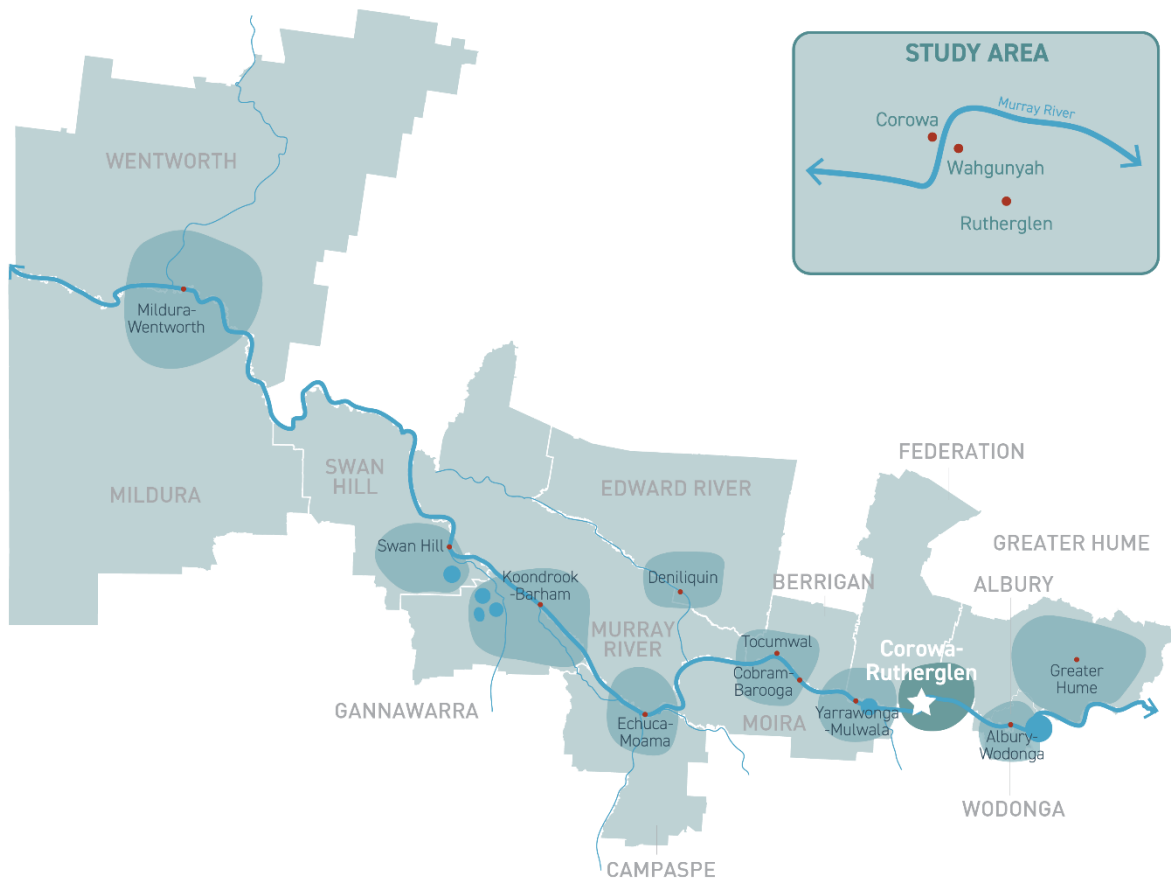 STUDY AREA
Murray River
Corowa
Wahgunyah
Rutherglen
WENTWORTH
Mildura-
Wentworth
MILDURA
SWAN
HILL
EDWARD RIVER
FEDERATION
GREATER HUME
Swan Hill
Koondrook
-Barham
Deniliquin
BERRIGAN
ALBURY
MURRAY
RIVER
Tocumwal
Cobram-
Barooga
Corowa-
Rutherglen
Greater
Hume
GANNAWARRA
Echuca-
Moama
MOIRA
Yarrawonga
-Mulwala
Albury-
Wodonga
WODONGA
CAMPASPE